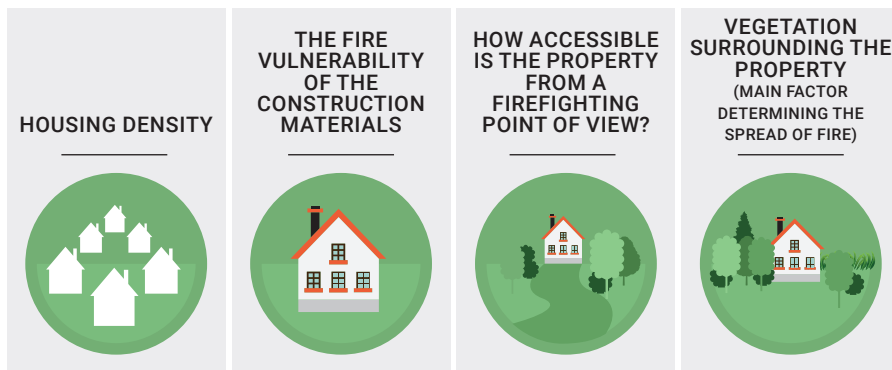 HOUSING DENSITY
THE FIRE
VULNERABILITY
OF THE
CONSTRUCTION
MATERIALS
HOW ACCESSIBLE
IS THE PROPERTY
FROM A
FIREFIGHTING
POINT OF VIEW?
VEGETATION
SURROUNDING THE
PROPERTY
(MAIN FACTOR
DETERMINING THE
SPREAD OF FIRE)